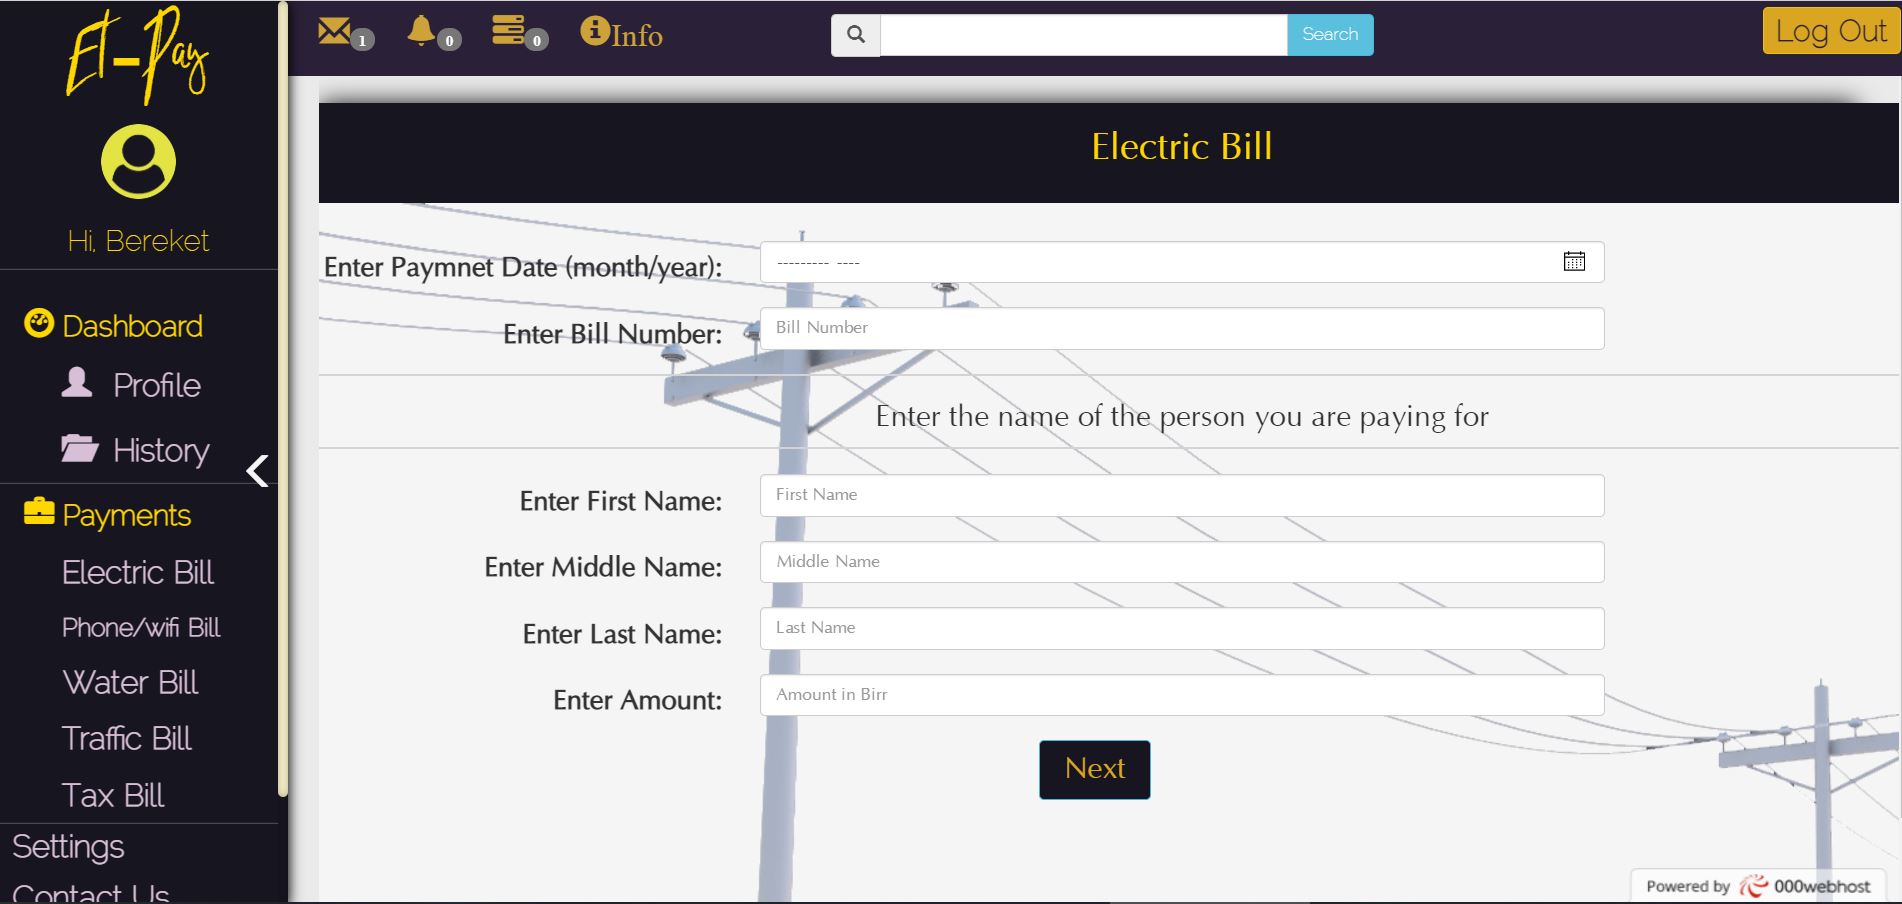 Et-Pay
Hi, Bereket
Dashboard
Profile
History
Payments
Electric Bill
Phone/wifi Bill
Water Bill
Traffic Bill
Tax Bill
Settings
Contact Us
1
0
0
Info
Search
Log Out
Electric Bill
Enter Paymnet Date (month/year):
--------- ----
Enter Bill Number:
Bill Number
Enter the name of the person you are paying for
Enter First Name:
First Name
Enter Middle Name:
Middle Name
Enter Last Name:
Last Name
Enter Amount:
Amount in Birr
Next
Powered by 000webhost